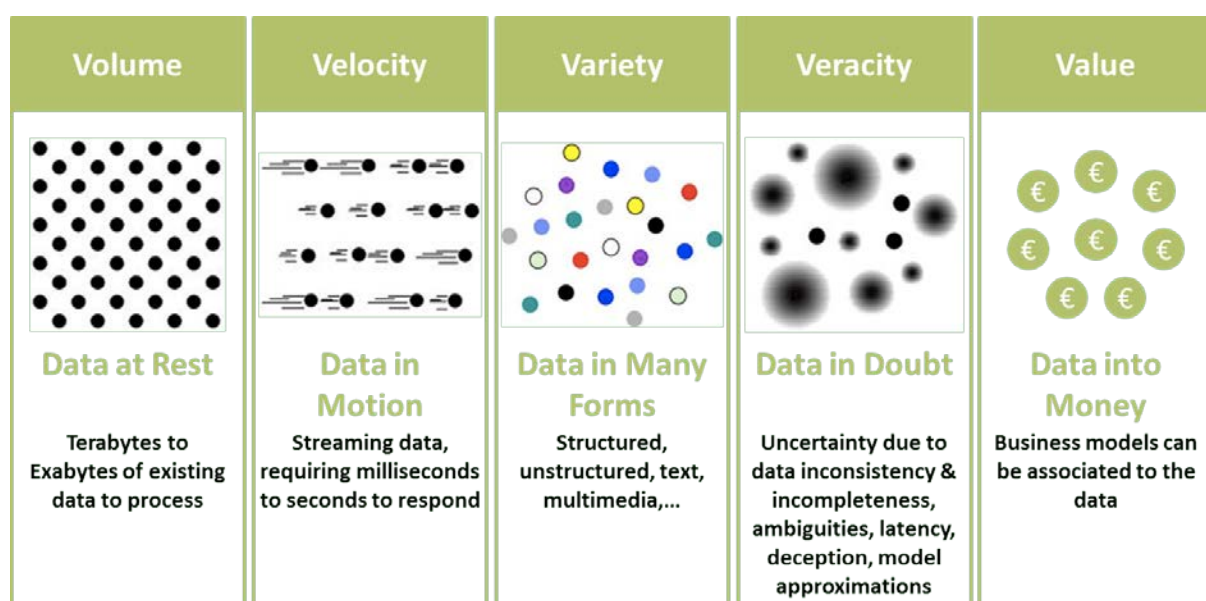 Volume
Velocity
Variety
Veracity
Value
€
€
€
€
€
€
€
€
Data at Rest
Terabytes to
Exabytes of existing
data to process
Data in
Motion
Streaming data,
requiring milliseconds
to seconds to respond
Data in Many
Forms
Structured,
unstructured, text,
multimedia,...
Data in Doubt
Uncertainty due to
data inconsistency &
incompleteness,
ambiguities, latency,
deception, model
approximations
Data into
Money
Business models can
be associated to the
data